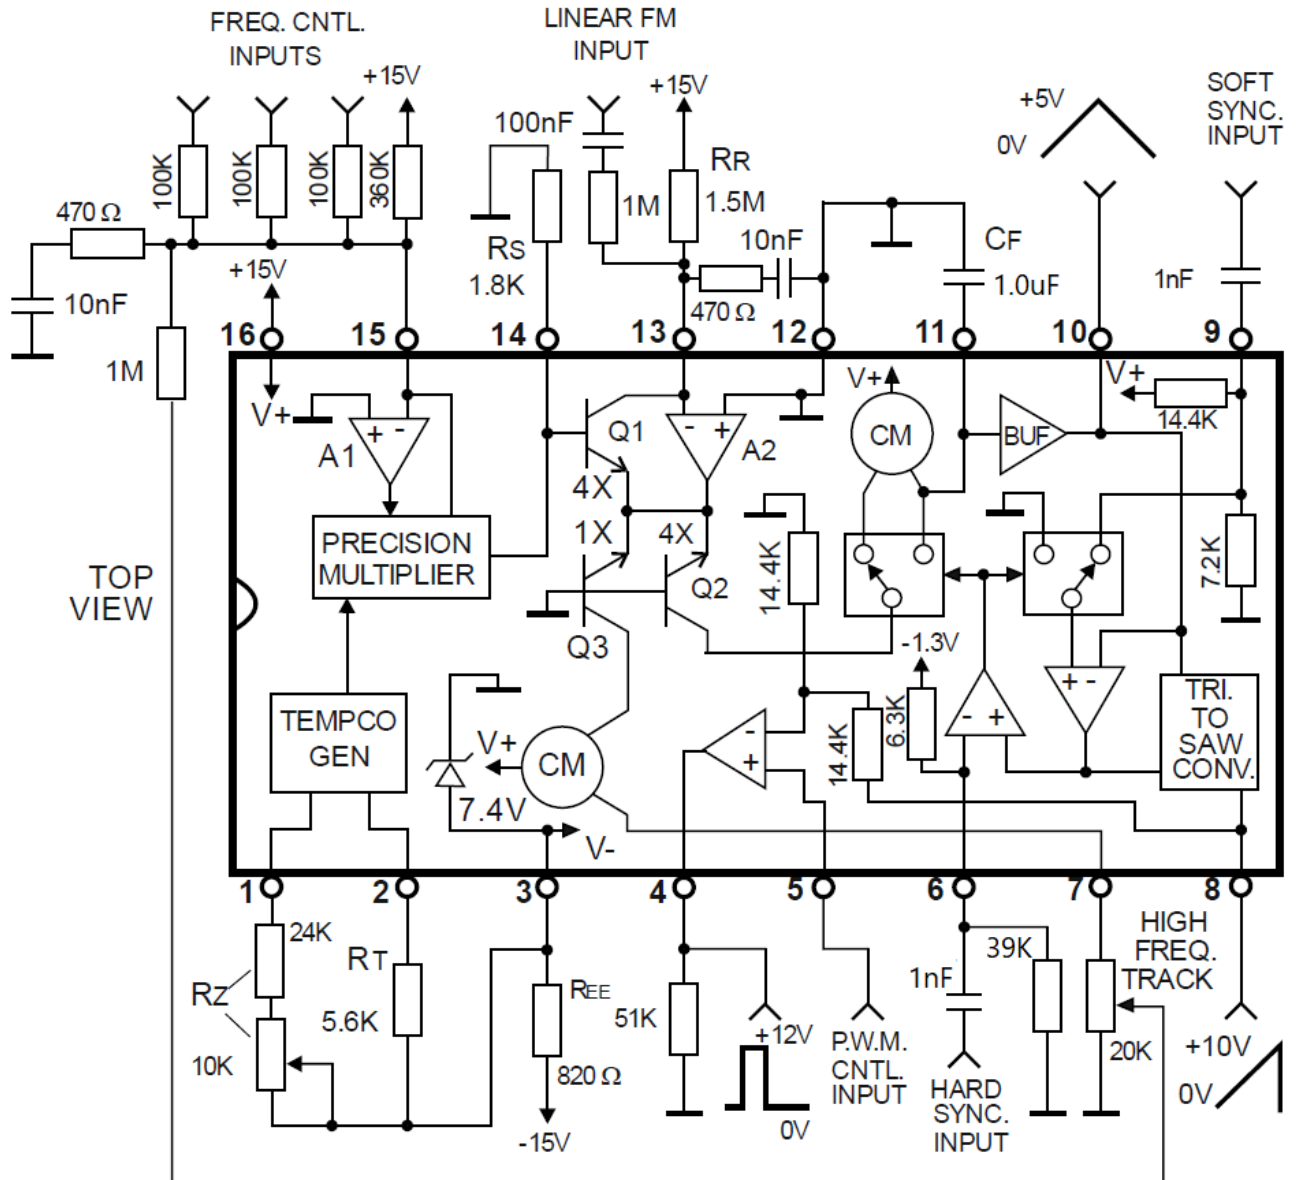 FREQ. CNTL.
INPUTS
LINEAR FM
INPUT
SOFT
SYNC.
INPUT
+15V
+15V
+5V
0V
100nF
100K
100K
100K
360K
RR
1.5M
1M
470 Ω
10nF
+15V
RS
1.8K
10nF
470 Ω
CF
1.0uF
1nF
1M
16
15
14
13
12
11
10
9
V+
A1
+ -
Q1
4X
- +
A2
V+
CM
BUF
V+
14.4K
PRECISION
MULTIPLIER
1X
4X
Q2
Q3
14.4K
7.2K
TOP
VIEW
-1.3V
6.3K
TEMPCO
GEN
V+
CM
7.4V
V-
-
+
14.4K
- +
+ -
TRI.
TO
SAW
CONV.
1
2
3
4
5
6
7
8
24K
RZ
10K
RT
5.6K
REE
820 Ω
-15V
51K
+12V
0V
P.W.M.
CNTL.
INPUT
1nF
39K
HARD
SYNC.
INPUT
HIGH
FREQ.
TRACK
20K
+10V
0V